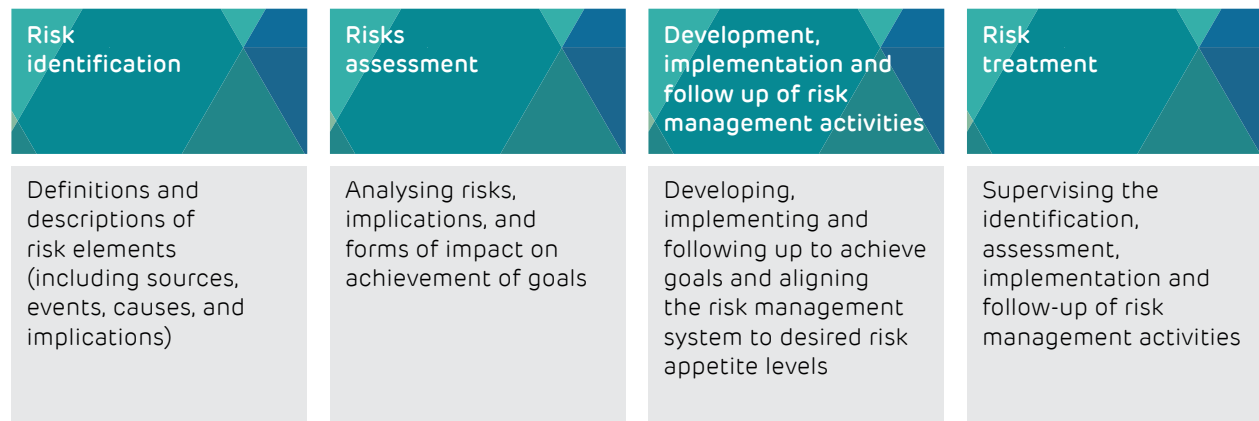 Risk
identification
Definitions and
descriptions of
risk elements
(including sources,
events, causes, and
implications)
Risks
assessment
Analysing risks,
implications, and
forms of impact on
achievement of goals
Development,
implementation and
follow up of risk
management activities
Developing,
implementing and
following up to achieve
goals and aligning
the risk management
system to desired risk
appetite levels
Risk
treatment
Supervising the
identification,
assessment,
implementation and
follow-up of risk
management activities